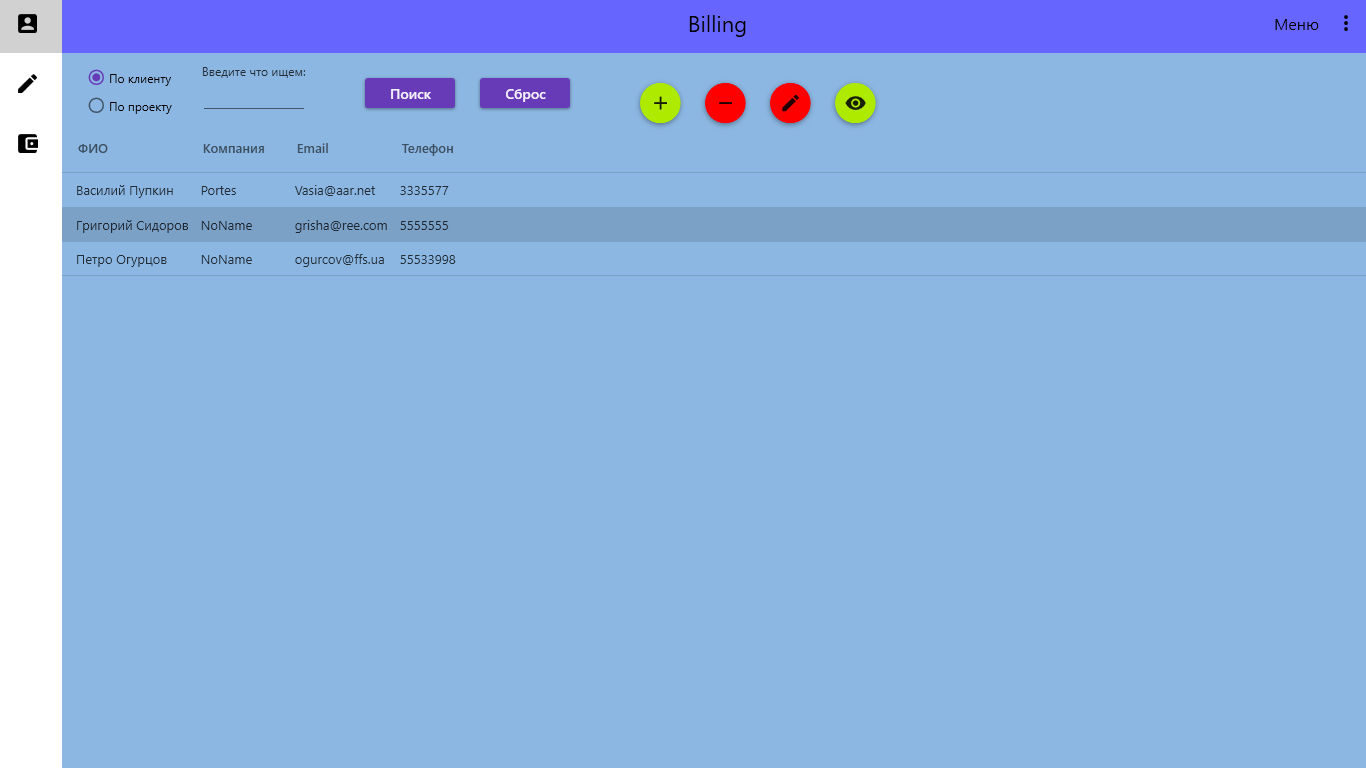 Billing
Меню
По клиенту
По проекту
Введите что ищем:
Поиск
Сброс
ФИО Компания Email Телефон
Василий Пупкин Portes Vasia@aar.net 3335577
Григорий Сидоров NoName grisha@ree.com 5555555
Петро Огурцов NoName ogurcov@ffs.ua 55533998